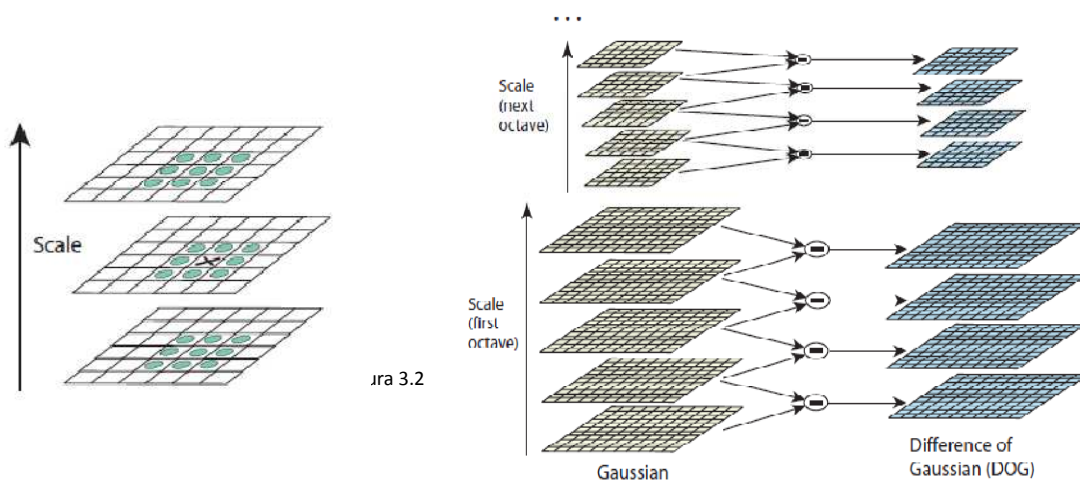 Scale
ura 3.2
...
Scale
(next
octave)
Scale
(first
octave)
Gaussian
Difference of
Gaussian (DOG)